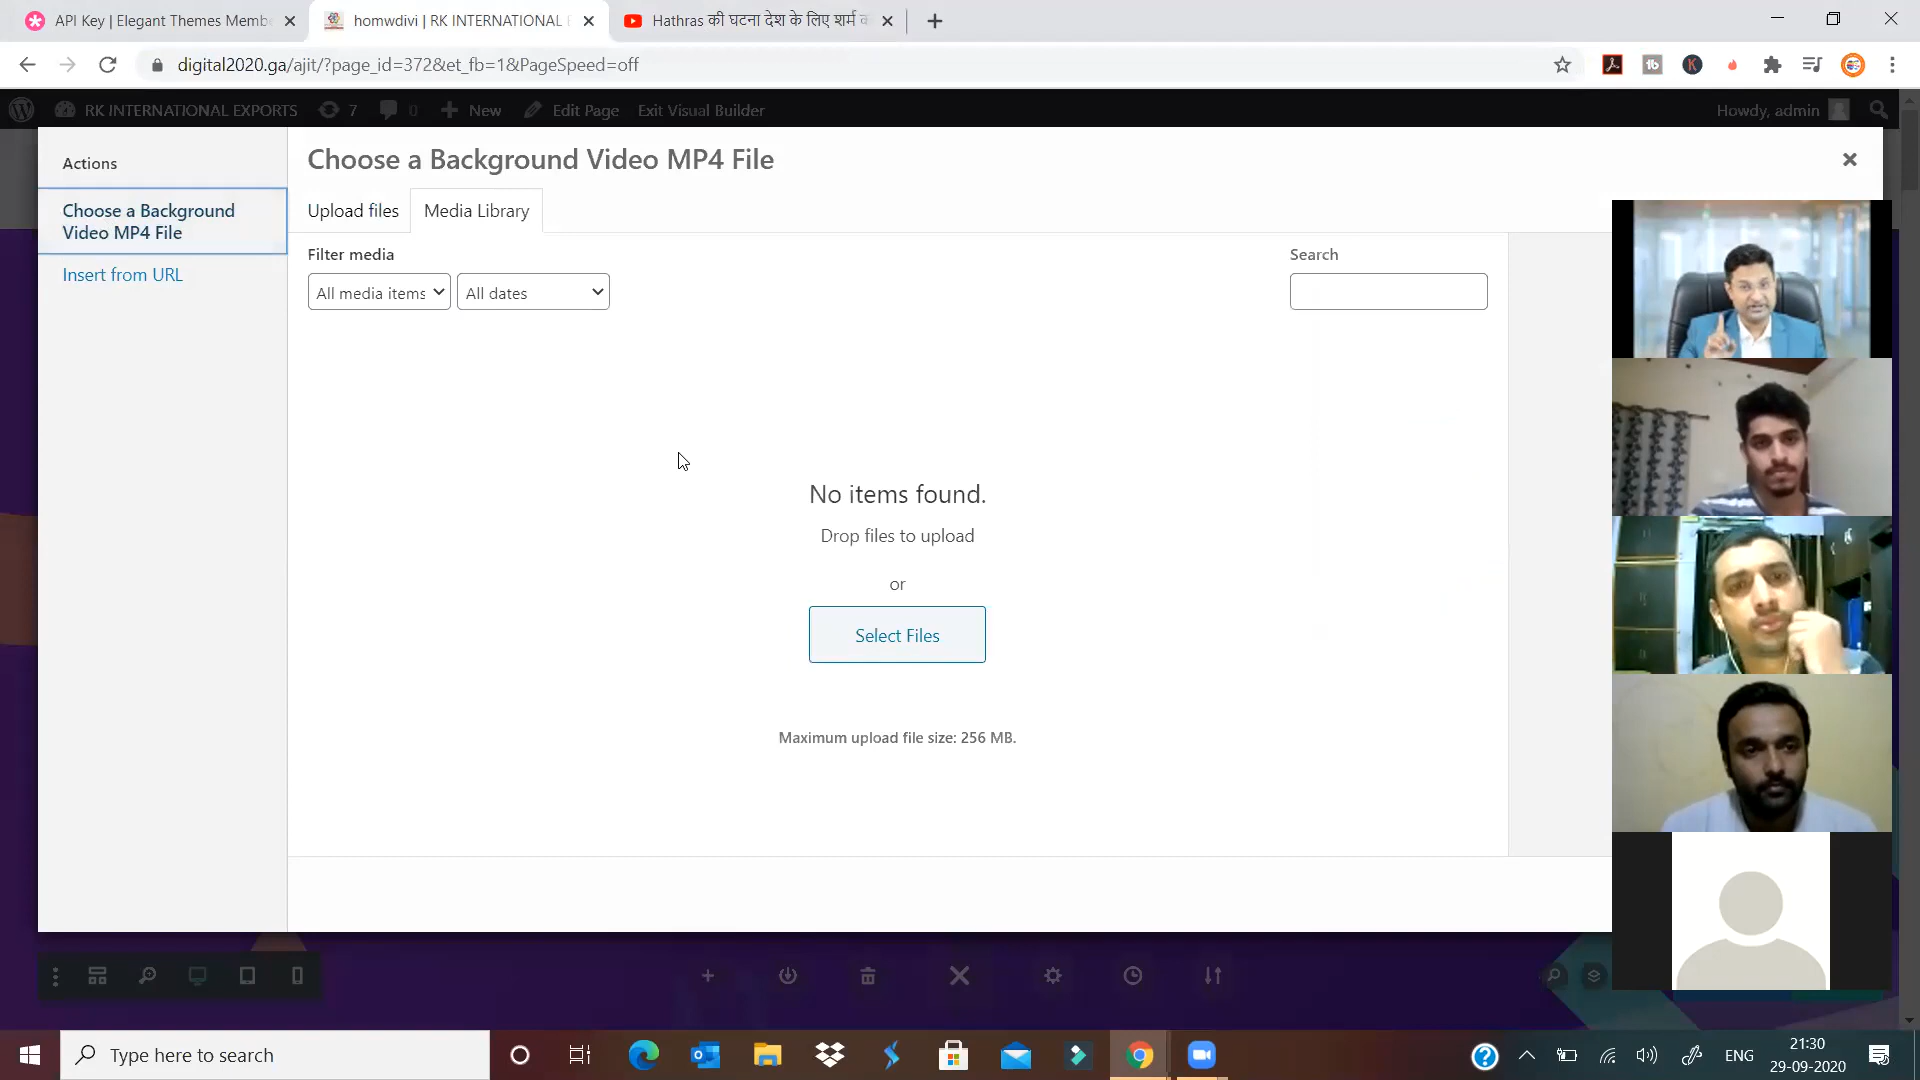 API Key | Elegant Themes Membe
homwdivi | RK INTERNATIONAL E
Hathras की घटना देश के लिए शर्म क
digital2020.ga/ajit/?page_id=372&et_fb=1&PageSpeed=off
RK INTERNATIONAL EXPORTS
7
0
New
Edit Page
Exit Visual Builder
Howdy, admin
Actions
Choose a Background
Video MP4 File
Insert from URL
Choose a Background Video MP4 File
Upload files
Media Library
Filter media
Search
All media items
All dates
No items found.
Drop files to upload
or
Select Files
Maximum upload file size: 256 MB.
Type here to search
ENG
21:30
29-09-2020